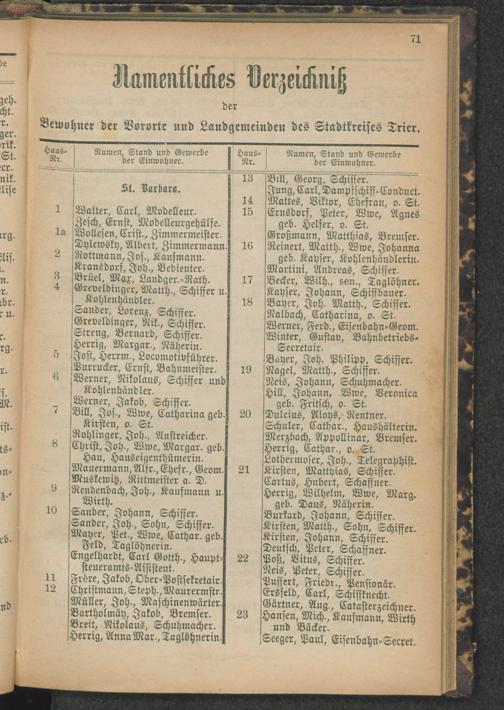 71
Namentliches Verzeichniß
der
Bewohner der Vororte und Landgemeinden des Stadtkreises Trier.
Haus-
Nr.
Namen, Stand und Gewerbe
der Einwohner.
St. Barbara.
1 Walter, Carl, Modelleur.
Zesch, Ernst, Modelleurgehülfe.
1a Wollesen, Crist., Zimmermeister.
Dylewsky, Albert, Zimmermann.
2 Rottmann, Jos., Kaufmann.
Kransdorf, Joh., Bedienter.
3 Brüel, Max, Landger.-Rath.
4 Greveldinger, Matth., Schiffer u.
Kohlenhändler.
Sander, Lorenz, Schiffer.
Greveldinger, Nik., Schiffer.
Streng, Bernard, Schiffer.
Herrig, Margar., Näherin.
5 Jost, Herrm., Locomotivführer.
Purrucker, Ernst, Bahnmeister.
6 Werner, Nikolaus, Schiffer und
Kohlenhändler.
Werner, Jakob, Schiffer.
7 Bill, Jos., Wwe, Catharina geb.
Kirsten, o. St.
Rohlinger, Joh., Anstreicher.
8 Christ, Joh., Wwe, Margar. geb.
Hau, Hauseigenthümerin.
Mauermann, Alfr., Ehefr., Geom.
Muskewitz, Rittmeister a. D.
9 Rendenbach, Joh., Kaufmann u.
Wirth.
10 Sander, Johann, Schiffer.
Sander, Joh., Sohn, Schiffer.
Mayer, Pet., Wwe, Cathar. geb.
Feld, Taglöhnerin.
Engelhardt, Carl Gotth., Haupt-
steueramts-Assistent.
11 Frère, Jakob, Ober-Postsekretair.
12 Christmann, Steph., Maurermstr.
Müller, Joh., Maschinenwärter.
Bartholmäy, Jakob, Bremser.
Breit, Nikolaus, Schuhmacher.
Herrig, Anna Mar., Taglöhnerin.
Haus-
Nr.
Namen, Stand und Gewerbe
der Einwohner.
13 Bill, Georg, Schiffer.
Jung, Carl, Dampfschiff-Conduct.
14 Mattes, Viktor, Ehefrau, o. St.
15 Ernsdorf, Peter, Wwe, Agnes
geb. Helfer, o. St.
Großmann, Matthias, Bremser.
16 Reinert, Matth., Wwe, Johanna
geb. Kayser, Kohlenhändlerin.
Martini, Andreas, Schiffer.
17 Becker, Wilh., sen., Taglöhner.
Kayser, Johann, Schiffbauer.
18 Bayer, Joh. Matth., Schiffer.
Nalbach, Catharina, o. St.
Werner, Ferd., Eisenbahn-Geom.
Winter, Gustav, Bahnbetriebs-
Secretair.
Bayer, Joh. Philipp, Schiffer.
19 Nagel, Matth., Schiffer.
Reis, Johann, Schuhmacher.
Hill, Johann, Wwe, Veronica
geb. Fritsch, o. St.
20 Dulcius, Aloys, Rentner.
Schuler, Cathar., Haushälterin.
Merzbach, Appollinar, Bremser.
Herrig, Cathar., o. St.
Lothermoser, Joh., Telegraphist.
21 Kirsten, Matthias, Schiffer.
Cartus, Hubert, Schaffner.
Herrig, Wilhelm, Wwe, Marg.
geb. Daus, Näherin.
Burkard, Johann, Schiffer.
Kirsten, Matth., Sohn, Schiffer.
Kirsten, Johann, Schiffer.
Deutsch, Peter, Schaffner.
22 Poß, Vitus, Schiffer.
Reis, Peter, Schiffer.
Puffert, Friedr., Pensionär.
Ersfeld, Carl, Schiffknecht.
Gärtner, Aug., Catasterzeichner.
23 Hansen, Mich., Kaufmann, Wirth
und Bäcker.
Seeger, Paul, Eisenbahn-Secret.